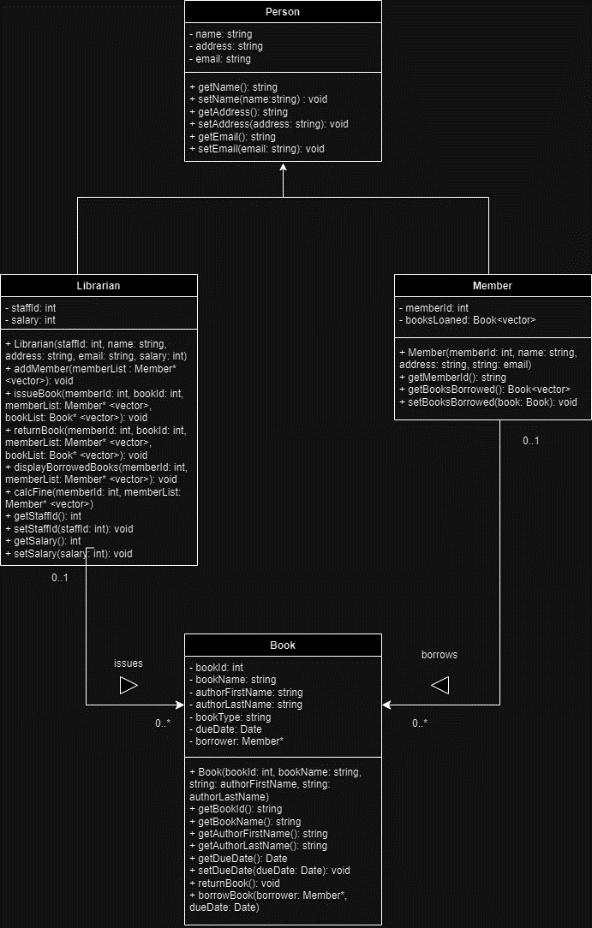 Person
- name: string
- address: string
- email: string
+ getName(): string
+ setName(name:string) : void
+ getAddress(): string
+ setAddress(address: string): void
+ getEmail(): string
+ setEmail(email: string): void
Librarian
- staffId: int
- salary: int
+ Librarian(staffId: int, name: string,
address: string, email: string, salary: int)
+ addMember(memberList : Member*
<vector>): void
+ issueBook(memberId: int, bookId: int,
memberList: Member* <vector>,
bookList: Book* <vector>): void
+ returnBook(memberId: int, bookId: int,
memberList: Member* <vector>,
bookList: Book* <vector>): void
+ displayBorrowedBooks(memberId: int,
memberList: Member* <vector>): void
+ calcFine(memberId: int, memberList:
Member* <vector>)
+ getStaffId(): int
+ setStaffId(staffId: int): void
+ getSalary(): int
+ setSalary(salary: int): void
Member
- memberId: int
- booksLoaned: Book<vector>
+ Member(memberId: int, name: string,
address: string, string: email)
+ getMemberId(): string
+ getBooksBorrowed(): Book<vector>
+ setBooksBorrowed(book: Book): void
0..1
0..1
issues
borrows
0..*
0..*
Book
- bookId: int
- bookName: string
- authorFirstName: string
- authorLastName: string
- bookType: string
- dueDate: Date
- borrower: Member*
+ Book(bookId: int, bookName: string,
string: authorFirstName, string:
authorLastName)
+ getBookId(): string
+ getBookName(): string
+ getAuthorFirstName(): string
+ getAuthorLastName(): string
+ getDueDate(): Date
+ setDueDate(dueDate: Date): void
+ returnBook(): void
+ borrowBook(borrower: Member*,
dueDate: Date)